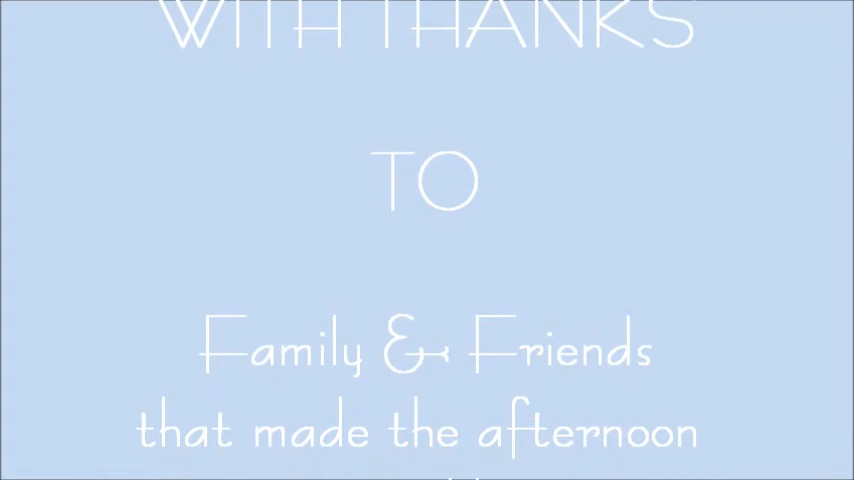 WITH THANKS
TO
Family & Friends
that made the afternoon